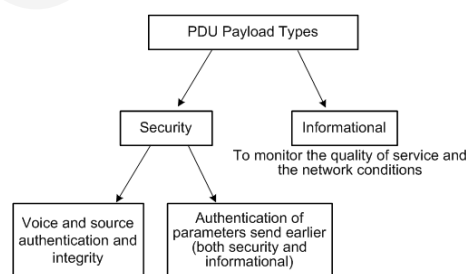 PDU Payload Types
Security
Informational
To monitor the quality of service and
the network conditions
Voice and source
authentication and
integrity
Authentication of
parameters send earlier
(both security and
informational)